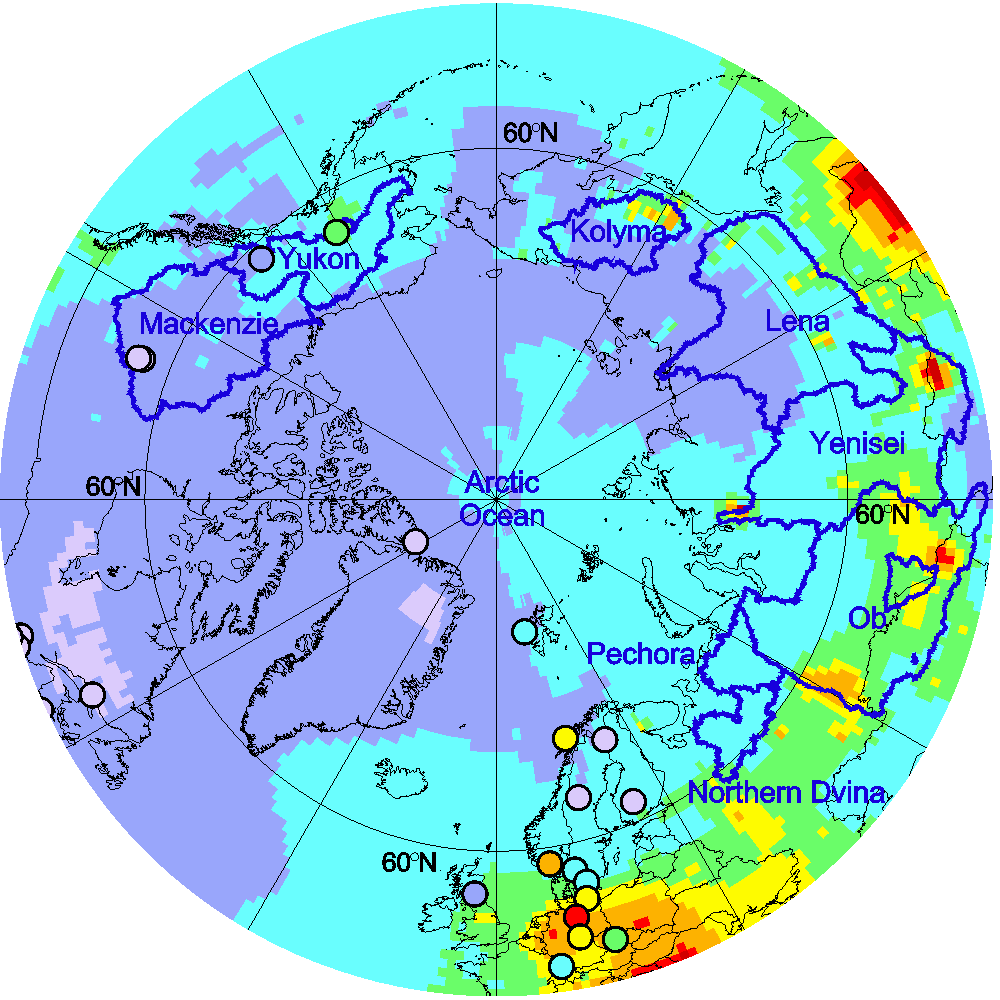 60°N
Kolyma
Yukon
Mackenzie
Lena
Yenisei
60°N
Arctic
Ocean
60°N
Ob
Pechora
Northern Dvina
60°N